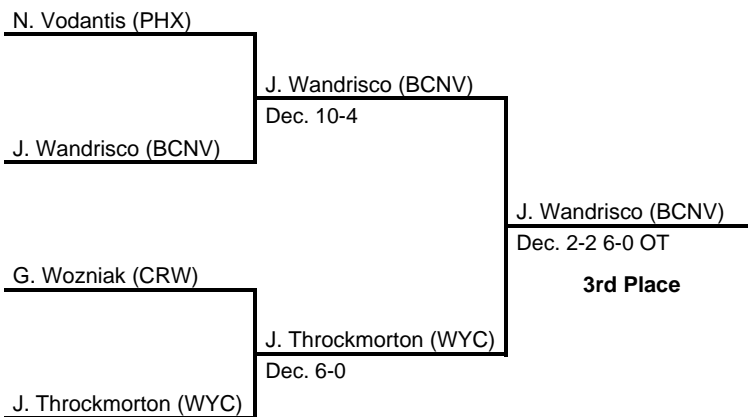 N. Vodantis (PHX)
J. Wandrisco (BCNV)
Dec. 10-4
J. Wandrisco (BCNV)
J. Wandrisco (BCNV)
Dec. 2-2 6-0 OT
3rd Place
G. Wozniak (CRW)
J. Throckmorton (WYC)
Dec. 6-0
J. Throckmorton (WYC)